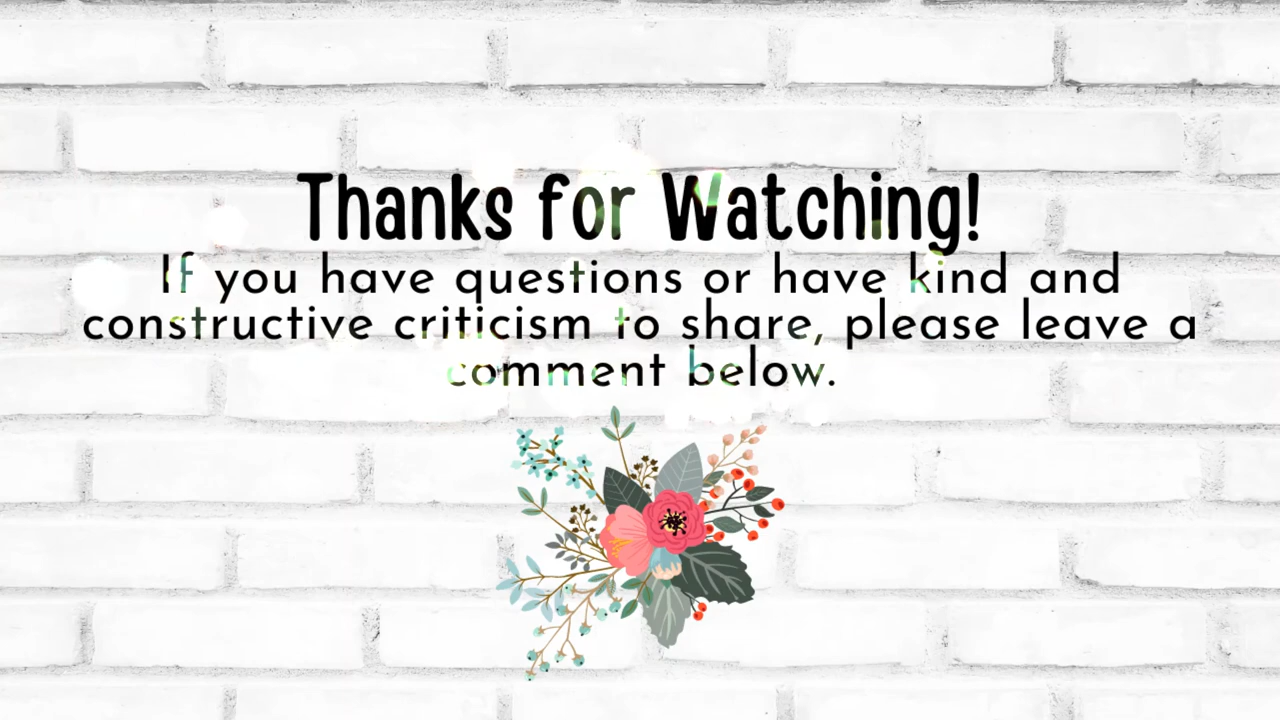 Thanks for Watching!
If you have questions or have kind and
constructive criticism to share, please leave a
comment below.